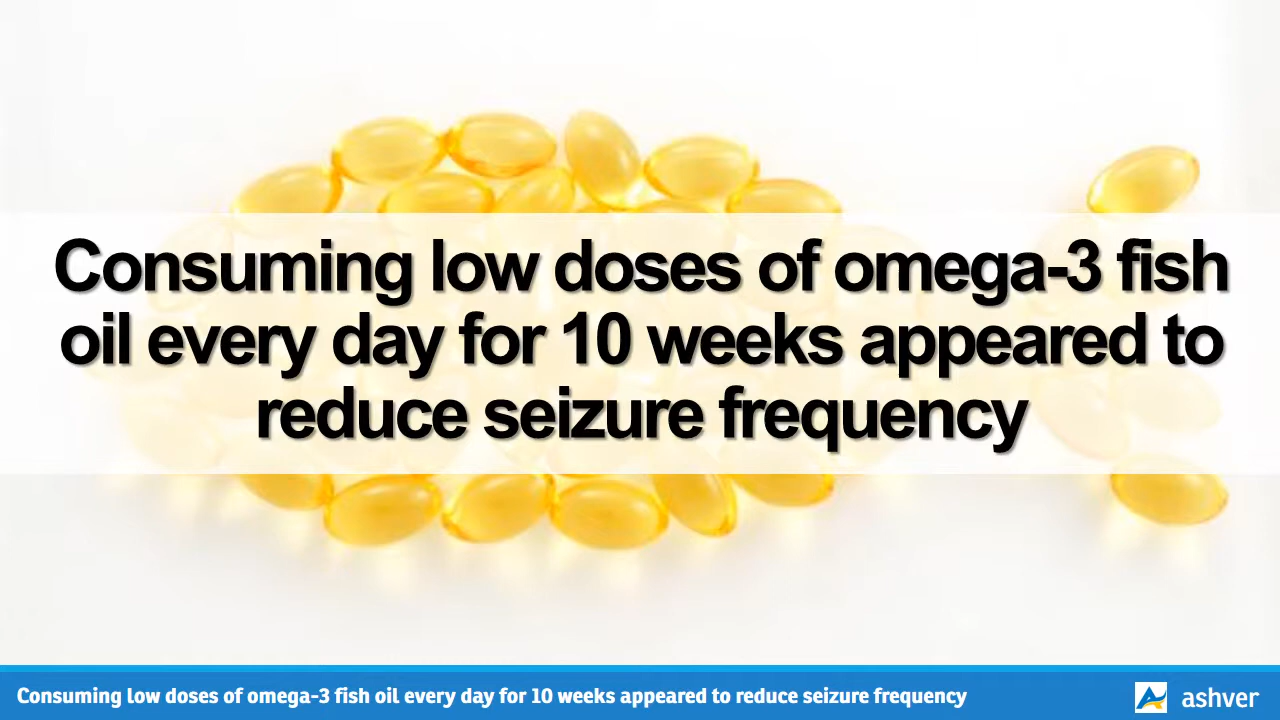 Consuming low doses of omega-3 fish
oil every day for 10 weeks appeared to
reduce seizure frequency
Consuming low doses of omega-3 fish oil every day for 10 weeks appeared to reduce seizure frequency
ashver